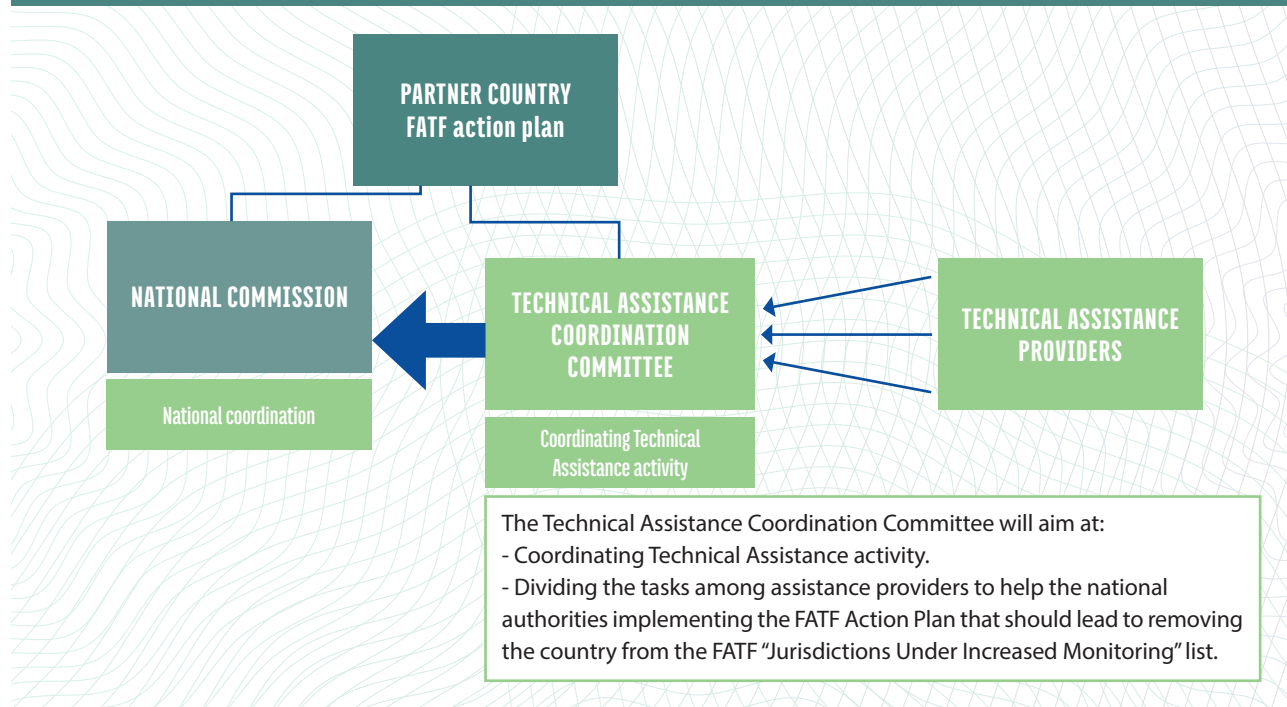 PARTNER COUNTRY
FATF action plan
NATIONAL COMMISSION
National coordination
TECHNICAL ASSISTANCE
COORDINATION
COMMITTEE
Coordinating Technical
Assistance activity
TECHNICAL ASSISTANCE
PROVIDERS
The Technical Assistance Coordination Committee will aim at:
- Coordinating Technical Assistance activity.
- Dividing the tasks among assistance providers to help the national
authorities implementing the FATF Action Plan that should lead to removing
the country from the FATF “Jurisdictions Under Increased Monitoring” list.